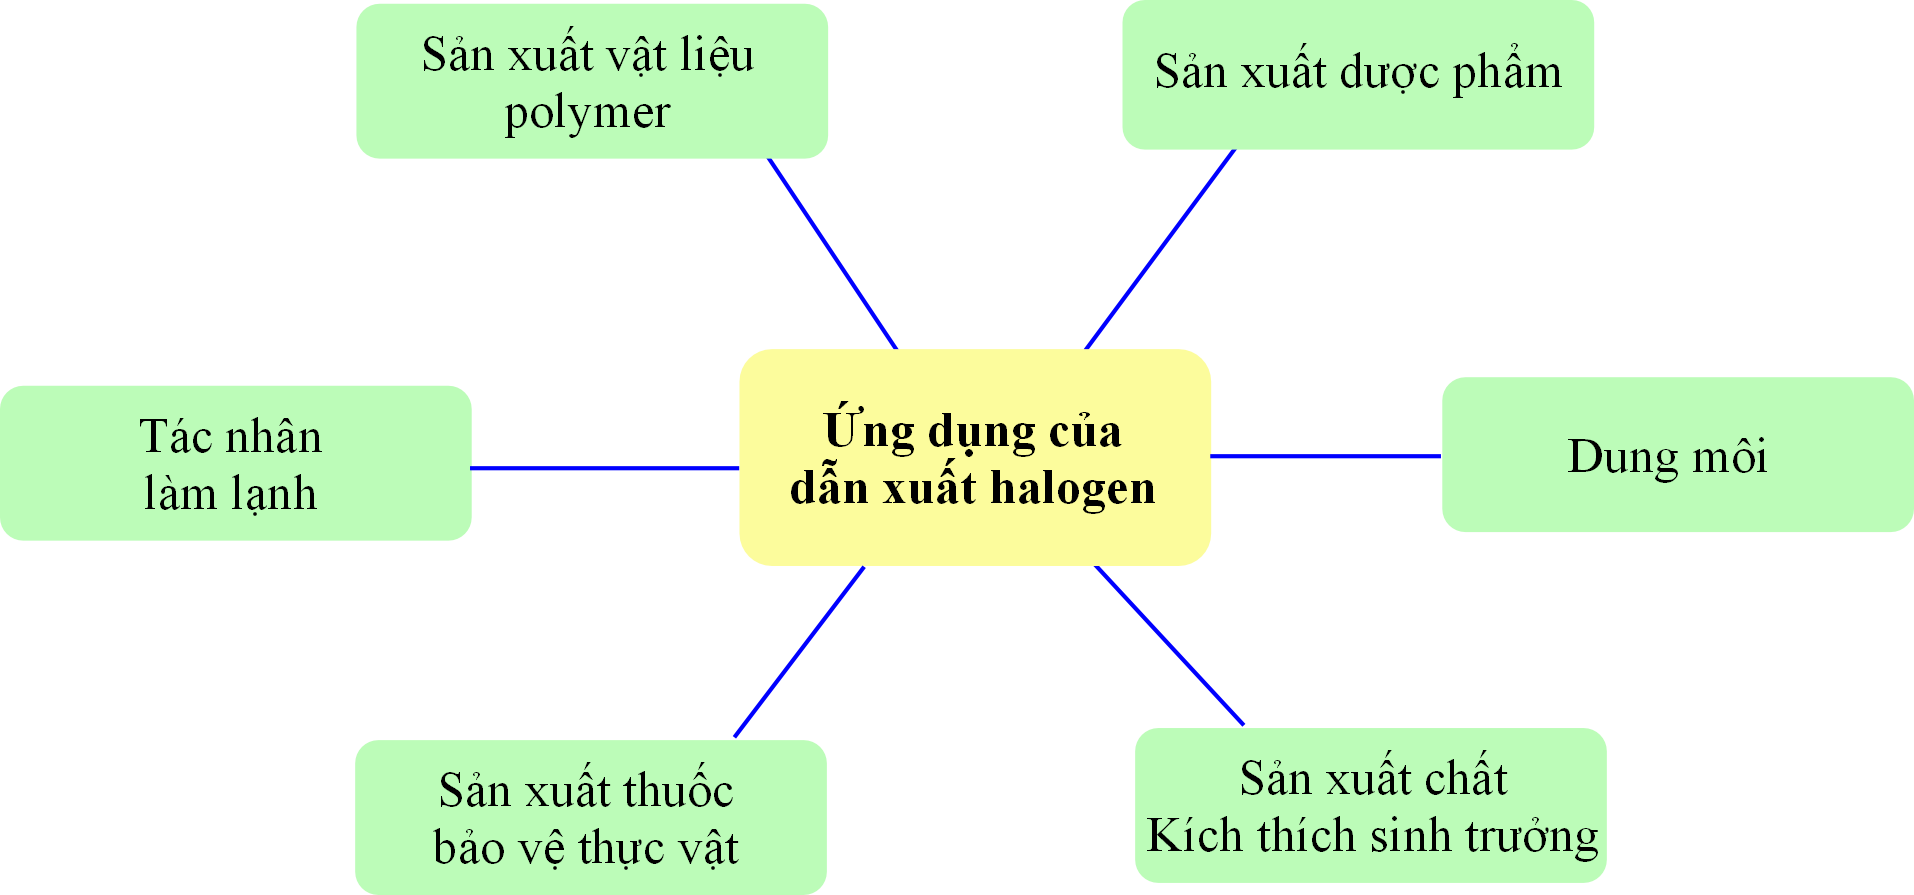 Sản xuất vật liệu
polymer
Sản xuất dược phẩm
Tác nhân
làm lạnh
Ứng dụng của
dẫn xuất halogen
Dung môi
Sản xuất thuốc
bảo vệ thực vật
Sản xuất chất
Kích thích sinh trưởng